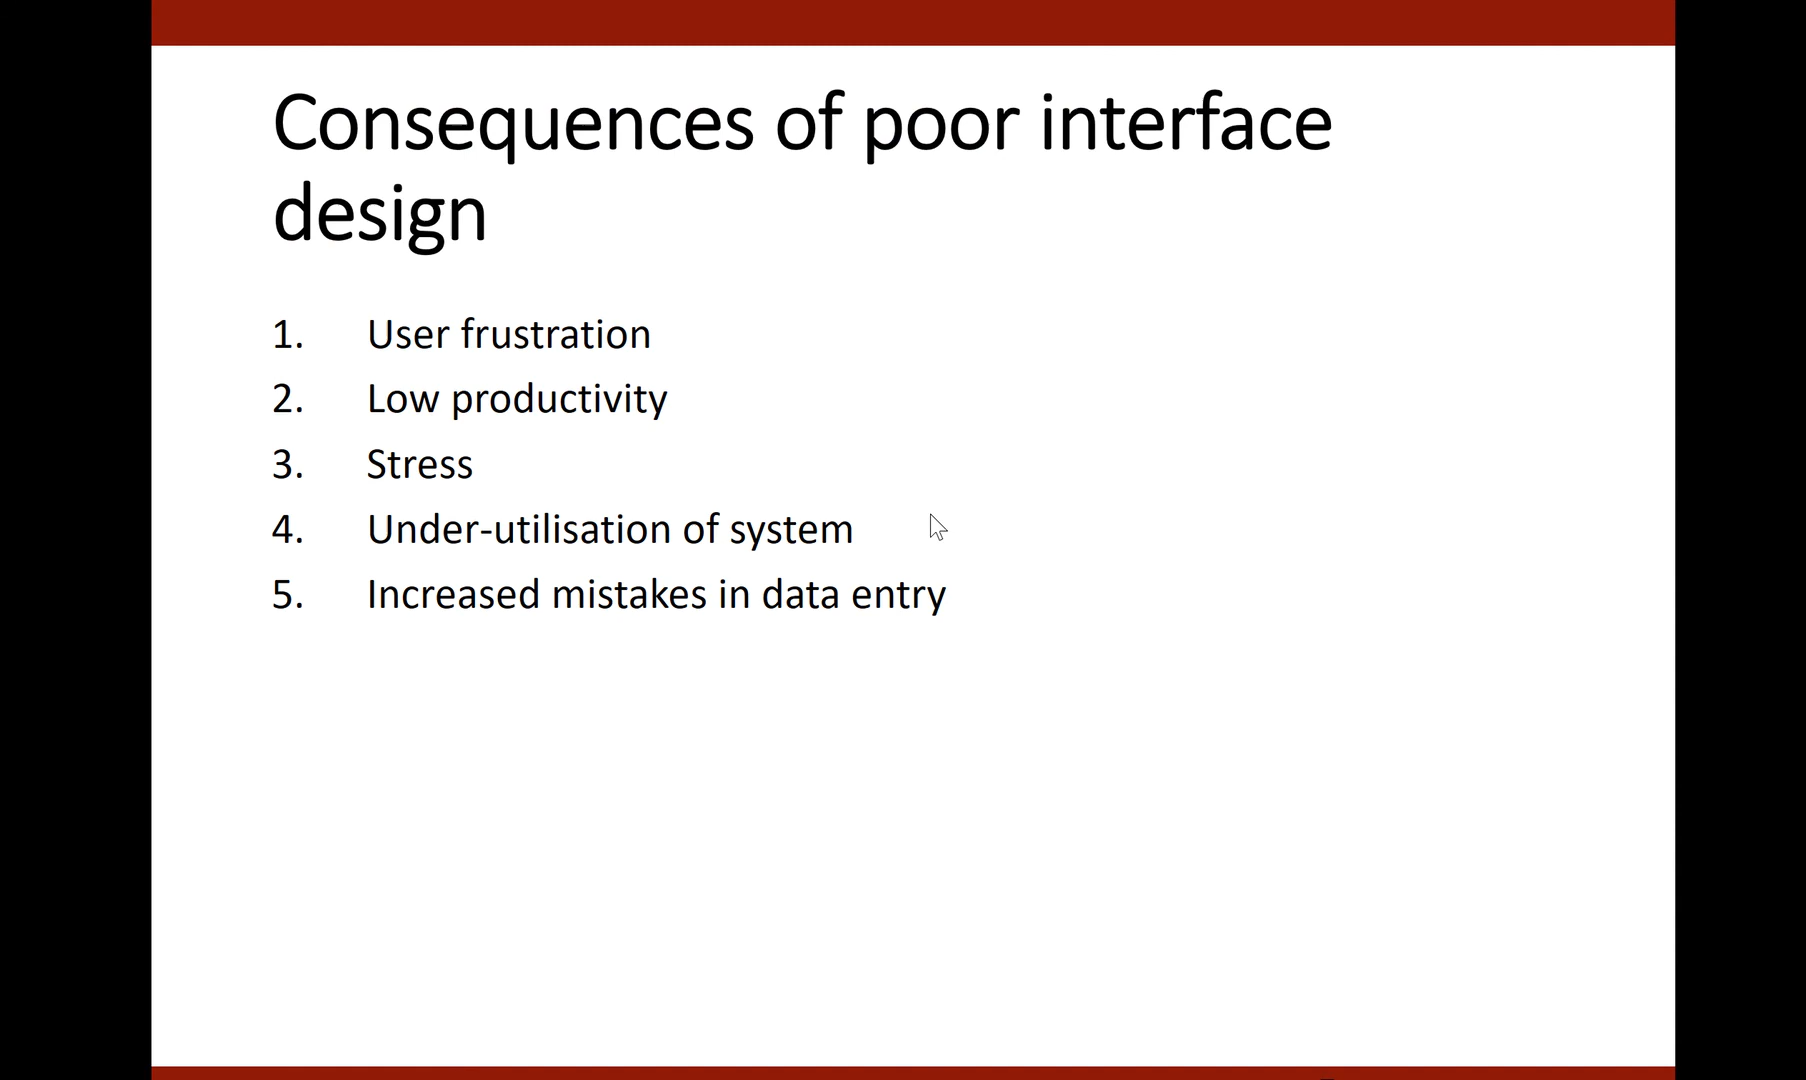 Consequences of poor interface
design
1. User frustration
2. Low productivity
3. Stress
4. Under-utilisation of system
5. Increased mistakes in data entry